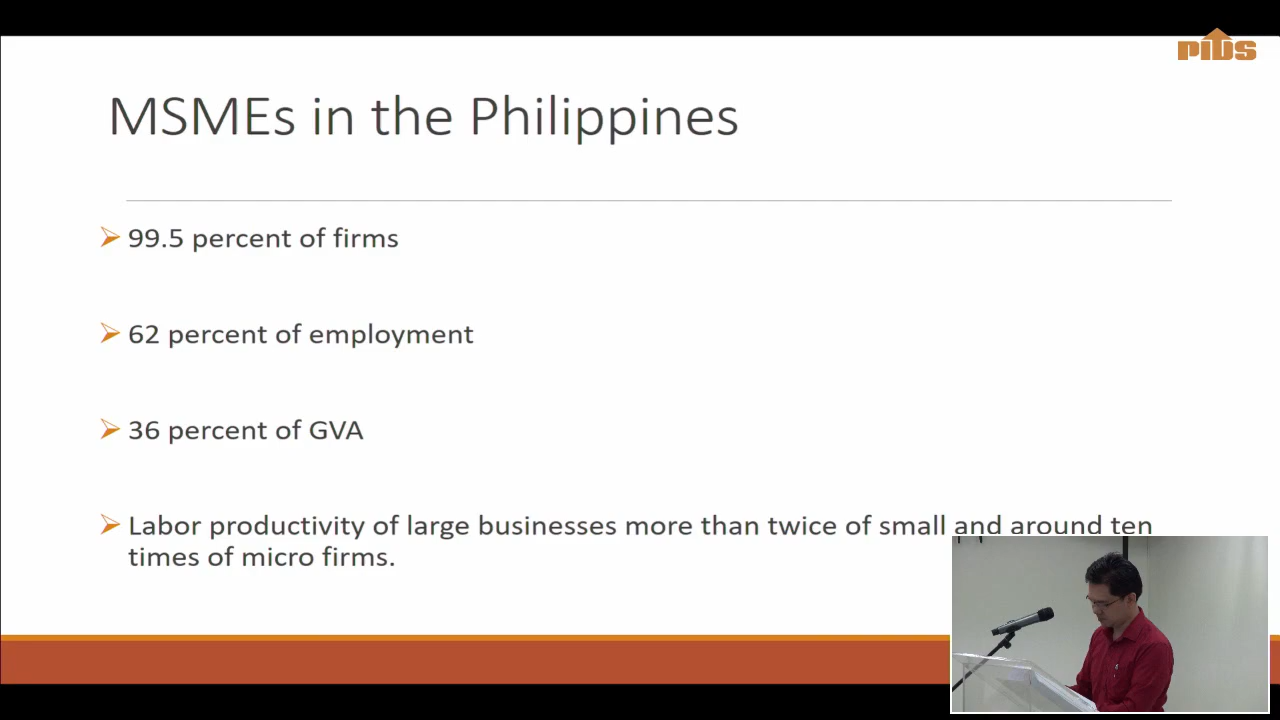 PIDS
MSMEs in the Philippines
99.5 percent of firms
62 percent of employment
36 percent of GVA
Labor productivity of large businesses more than twice of small and around ten
times of micro firms.